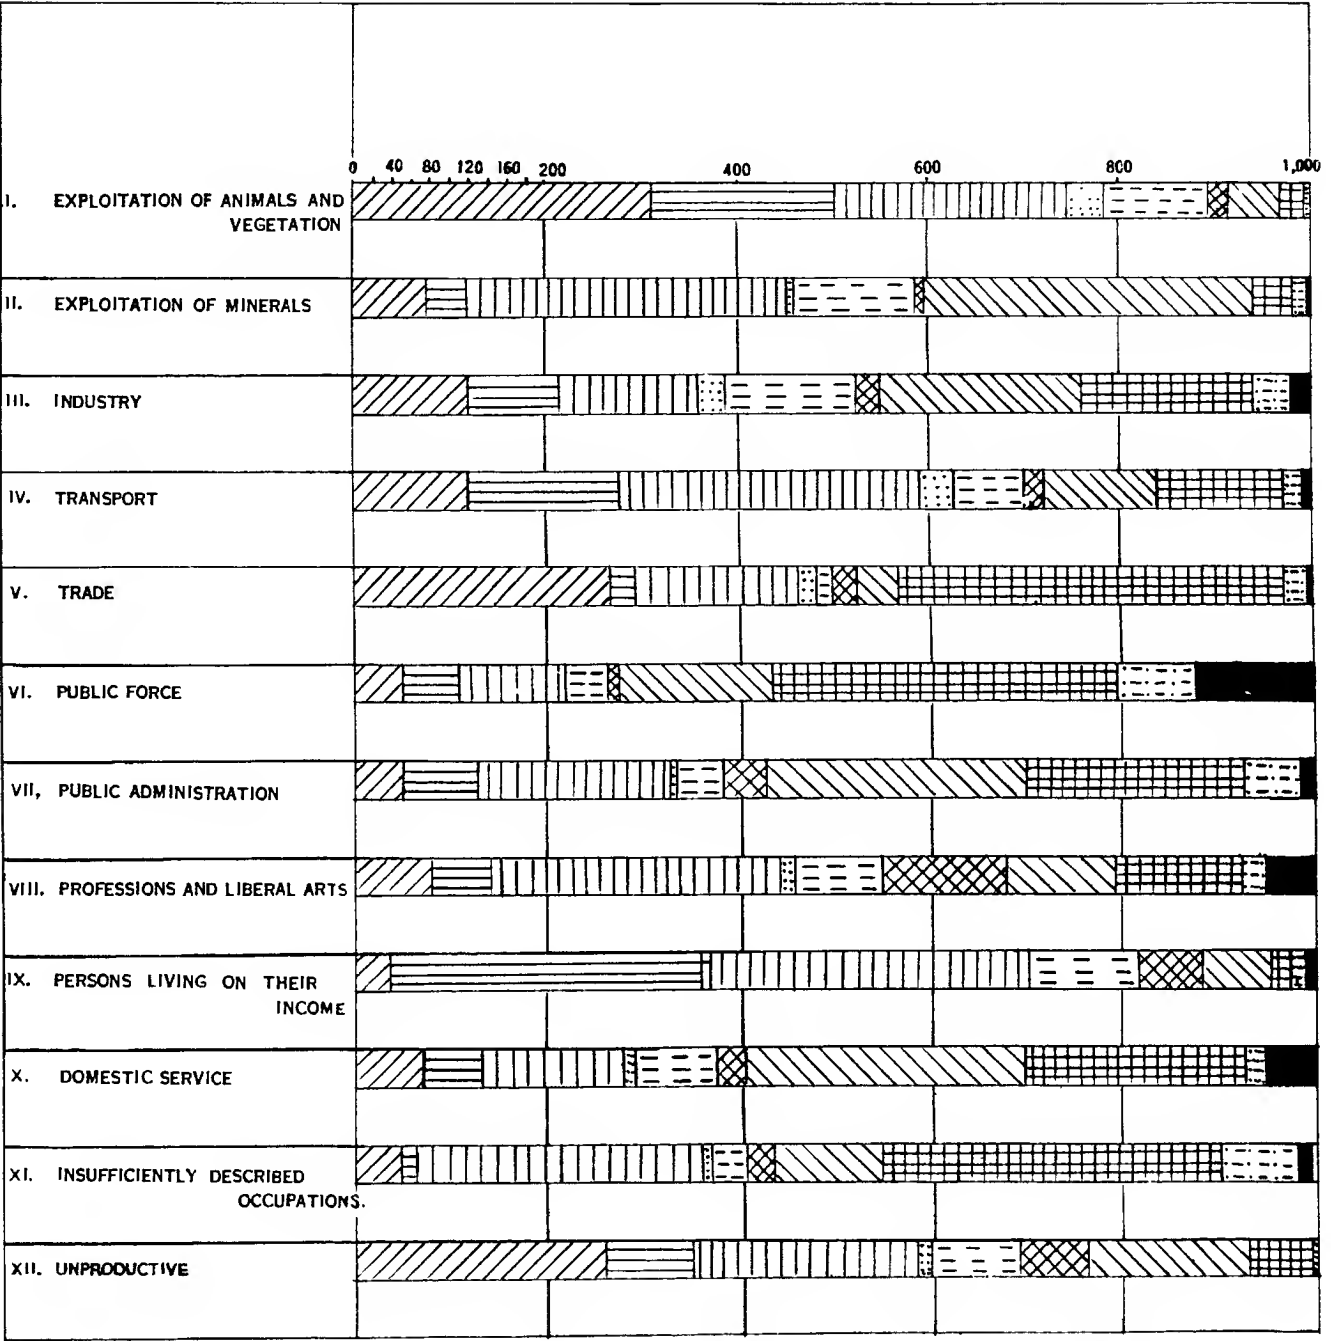 0 40 80 120 160 200 400 600 800 1,000
I. EXPLOITATION OF ANIMALS AND
VEGETATION
II. EXPLOITATION OF MINERALS
III. INDUSTRY
IV. TRANSPORT
V. TRADE
VI. PUBLIC FORCE
VII, PUBLIC ADMINISTRATION
VIII. PROFESSIONS AND LIBERAL ARTS
IX. PERSONS LIVING ON THEIR
INCOME
X. DOMESTIC SERVICE
XI. INSUFFICIENTLY DESCRIBED
OCCUPATIONS.
XII. UNPRODUCTIVE